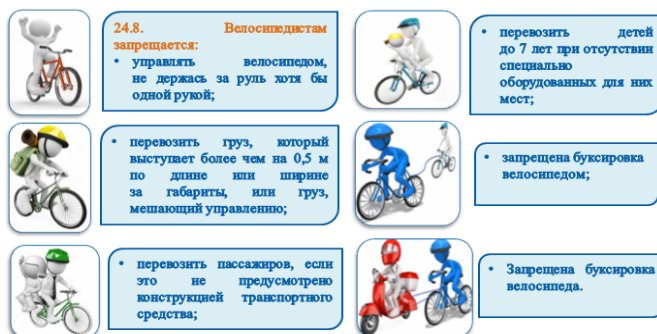 24.8. Велосипедистам
запрещается:
• управлять велосипедом,
не держась за руль хотя бы
одной рукой;
• перевозить детей
до 7 лет при отсутствии
специально
оборудованных для них
мест;
• перевозить груз, который
выступает более чем на 0,5 м
по длине или ширине
за габариты, или груз,
мешающий управлению;
• запрещена буксировка
велосипедом;
• перевозить пассажиров, если
это не предусмотрено
конструкцией транспортного
средства;
• Запрещена буксировка
велосипеда.